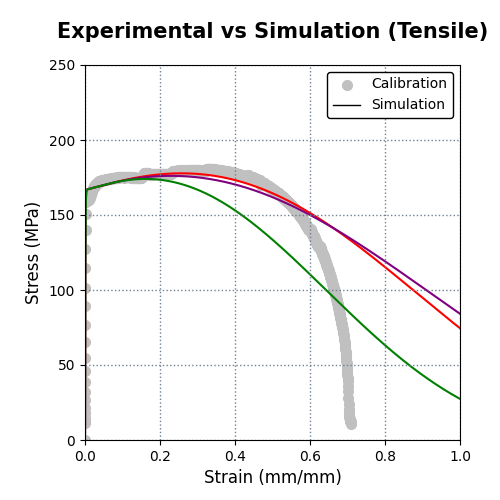 Experimental vs Simulation (Tensile)
250
200
150
100
50
0
Stress (MPa)
Calibration
Simulation
0.0 0.2 0.4 0.6 0.8 1.0
Strain (mm/mm)